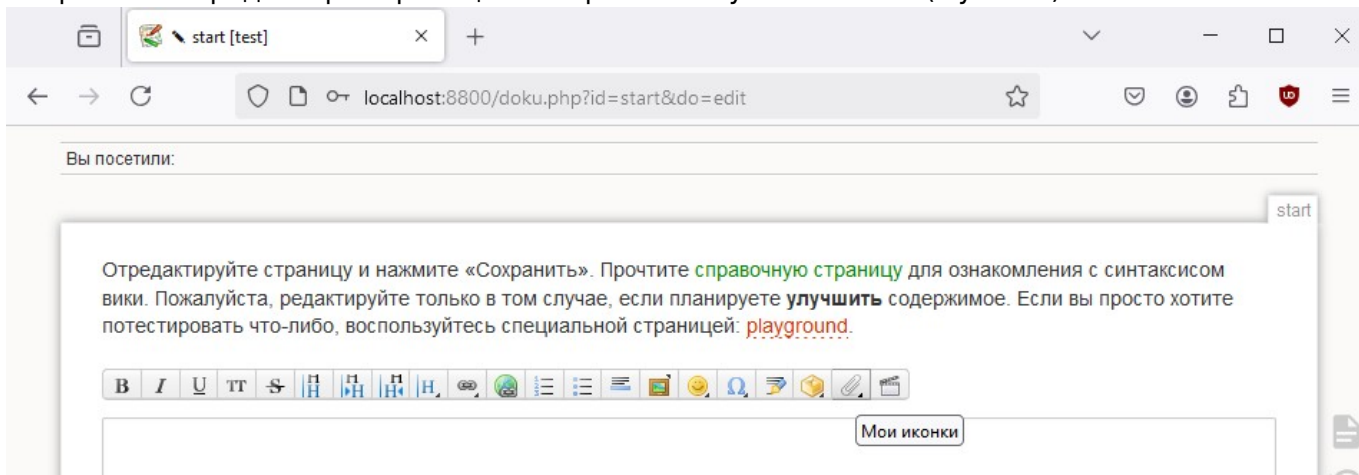 start [test]
localhost:8800/doku.php?id=start&do=edit
Вы посетили:
start
Отредактируйте страницу и нажмите «Сохранить». Прочтите справочную страницу для ознакомления с синтаксисом
вики. Пожалуйста, редактируйте только в том случае, если планируете улучшить содержимое. Если вы просто хотите
потестировать что-либо, воспользуйтесь специальной страницей: playground.
B I U TT S H H H H
Мои иконки